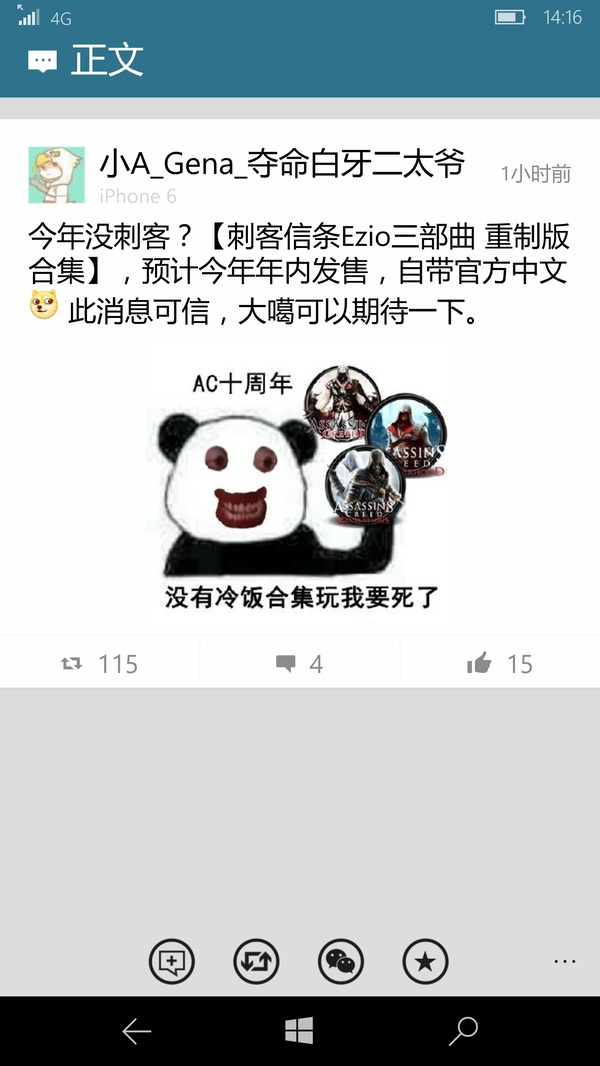 4G 14:16
正文
小A_Gena_夺命白牙二太爷
1小时前
iPhone 6
今年没刺客？【刺客信条Ezio三部曲 重制版
合集】，预计今年年内发售，自带官方中文
此消息可信，大噶可以期待一下。
AC十周年
ASSASSIN'S
CREED
ASSASSIN'S
CREED
ASSASSIN'S
CREED
REVELATIONS
没有冷饭合集玩我要死了
115 4 15